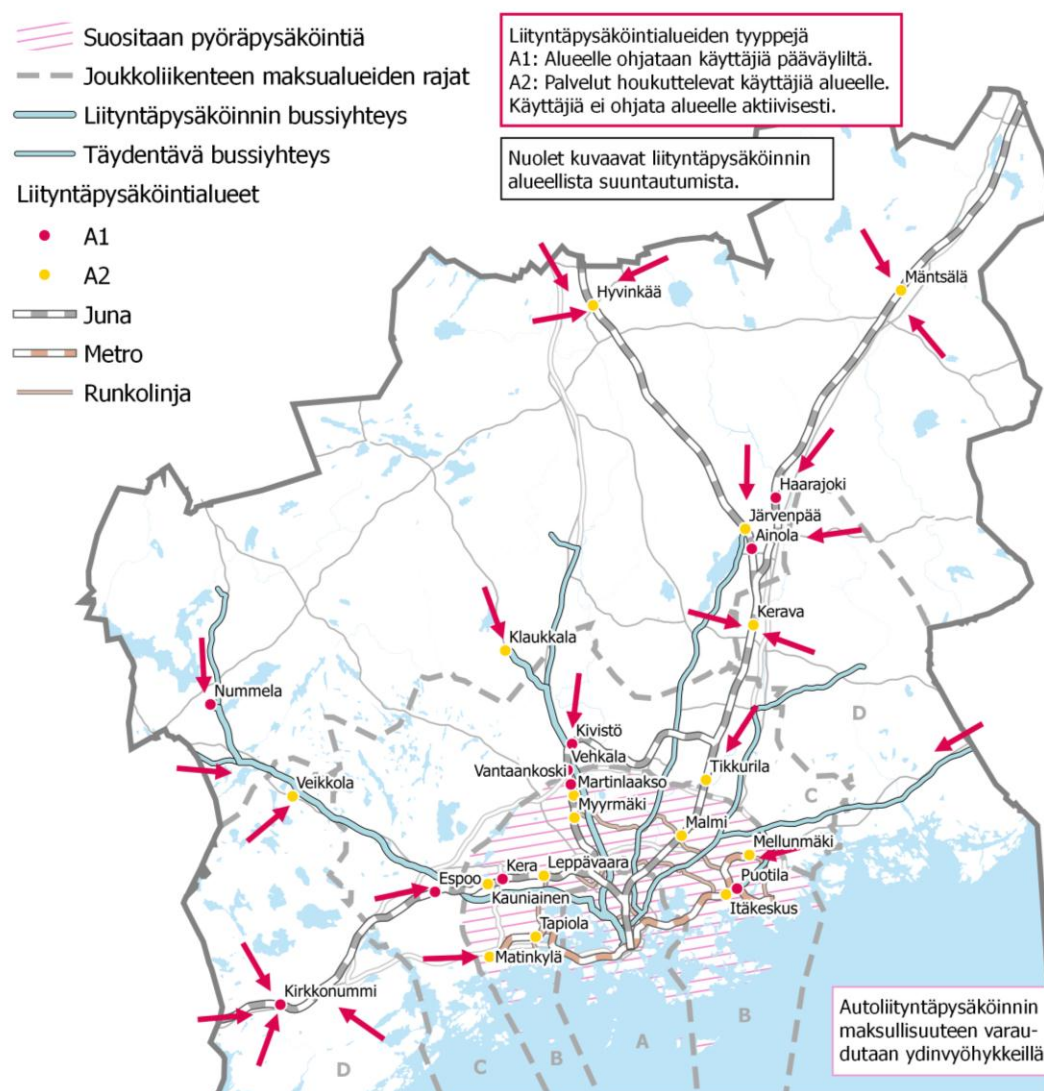 Suositaan pyöräpysäköintiä
Joukkoliikenteen maksualueiden rajat
Liityntäpysäköinnin bussiyhteys
Täydentävä bussiyhteys
Liityntäpysäköintialueet
A1
A2
Juna
Metro
Runkolinja
Liityntäpysäköintialueiden tyyppejä
A1: Alueelle ohjataan käyttäjiä pääväyliltä.
A2: Palvelut houkuttelevat käyttäjiä alueelle.
Käyttäjiä ei ohjata alueelle aktiivisesti.
Nuolet kuvaavat liityntäpysäköinnin
alueellista suuntautumista.
Hyvinkää
Mäntsälä
Haarajoki
Järvenpää
Ainola
Kerava
Klaukkala
Nummela
Kivistö
Vehkala
Vantaankoski
Martinlaakso
Myyrmäki
Veikkola
Tikkurila
D
C
Malmi
Mellunmäki
Leppävaara
Kera
Espoo
Kauniainen
Puotila
Itäkeskus
Tapiola
Matinkylä
Kirkkonummi
D
C
B
A
B
Autoliityntäpysäköinnin
maksullisuuteen varau-
dutaan ydinvyöhykkeillä